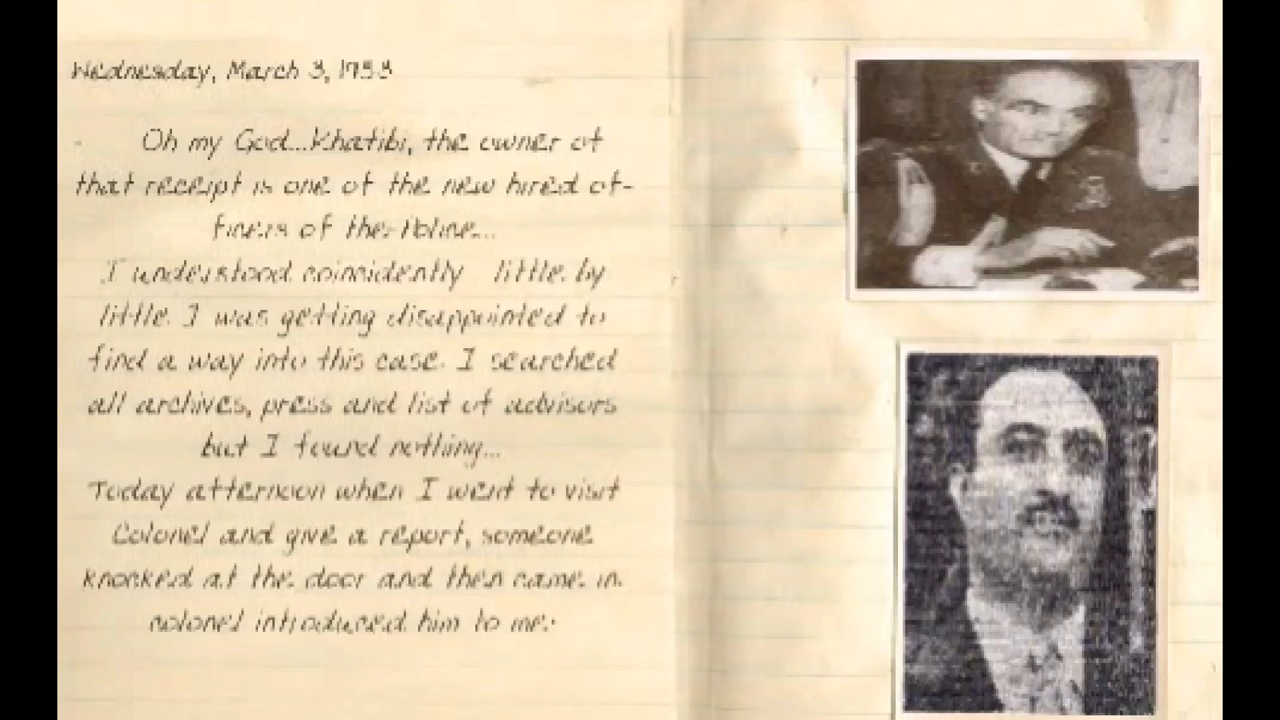 Wednesday, March 3, 1953
Oh my God...Khatibi, the owner of
that receipt is one of the new hired of-
ficers of the Police...
I understood coincidently little by
little. I was getting disappointed to
find a way into this case. I searched
all archives, press and list of advisors
but I found nothing...
Today afternoon when I went to visit
Colonel and give a report, someone
knocked at the door and then came in.
colonel introduced him to me: